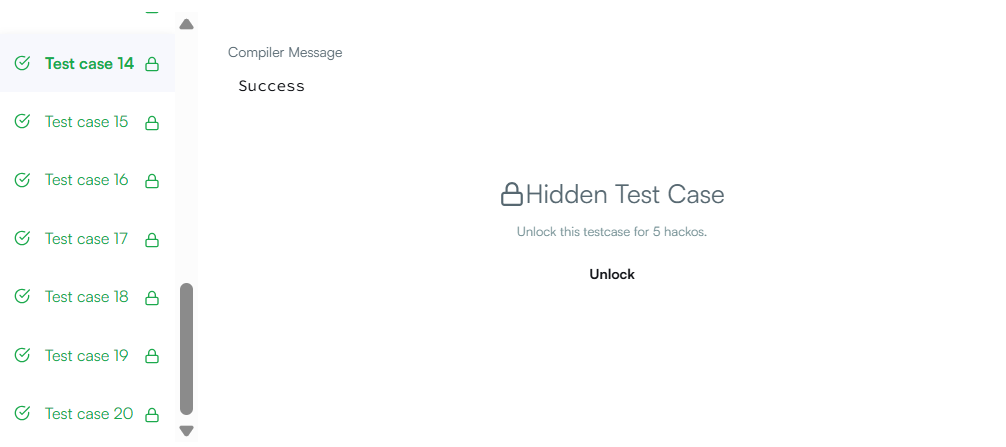 Test case 14
Test case 15
Test case 16
Test case 17
Test case 18
Test case 19
Test case 20
Compiler Message
Success
Hidden Test Case
Unlock this testcase for 5 hackos.
Unlock